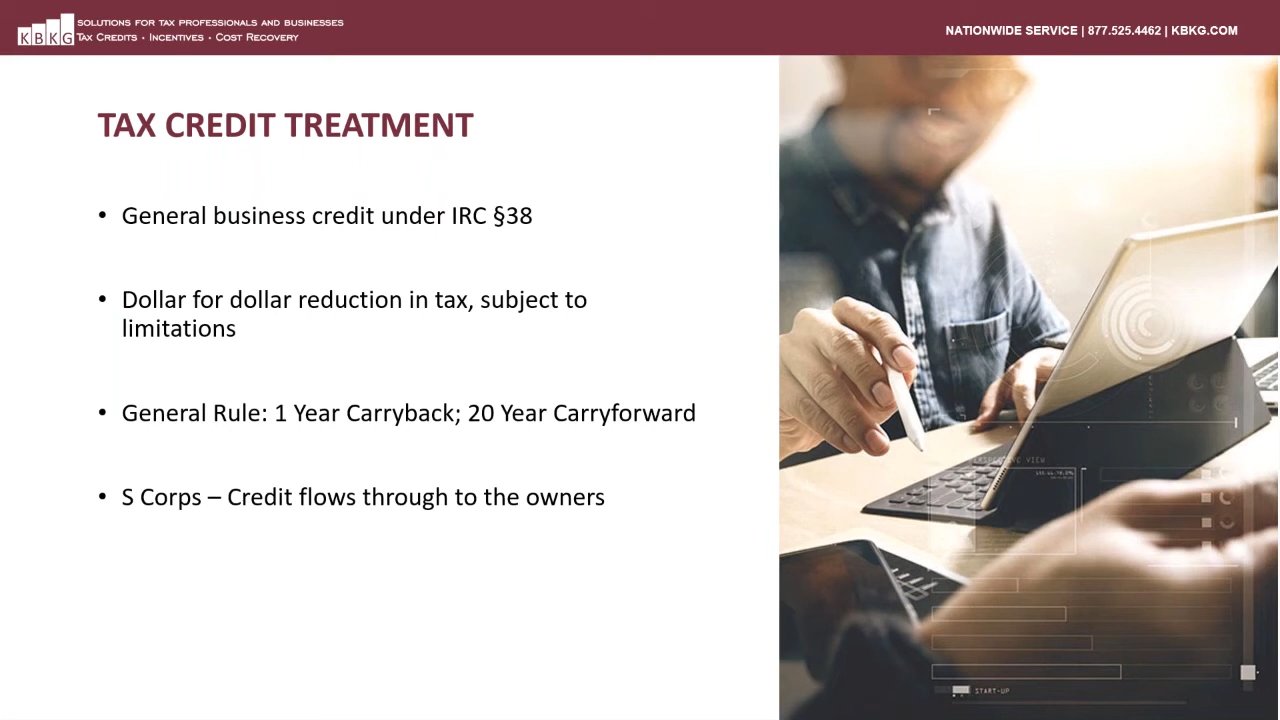 KBKG
SOLUTIONS FOR TAX PROFESSIONALS AND BUSINESSES
TAX CREDITS • INCENTIVES • COST RECOVERY
NATIONWIDE SERVICE | 877.525.4462 | KBKG.COM
TAX CREDIT TREATMENT
• General business credit under IRC §38
• Dollar for dollar reduction in tax, subject to
limitations
• General Rule: 1 Year Carryback; 20 Year Carryforward
• S Corps – Credit flows through to the owners
PERSPECTIVE VIEW
START-UP